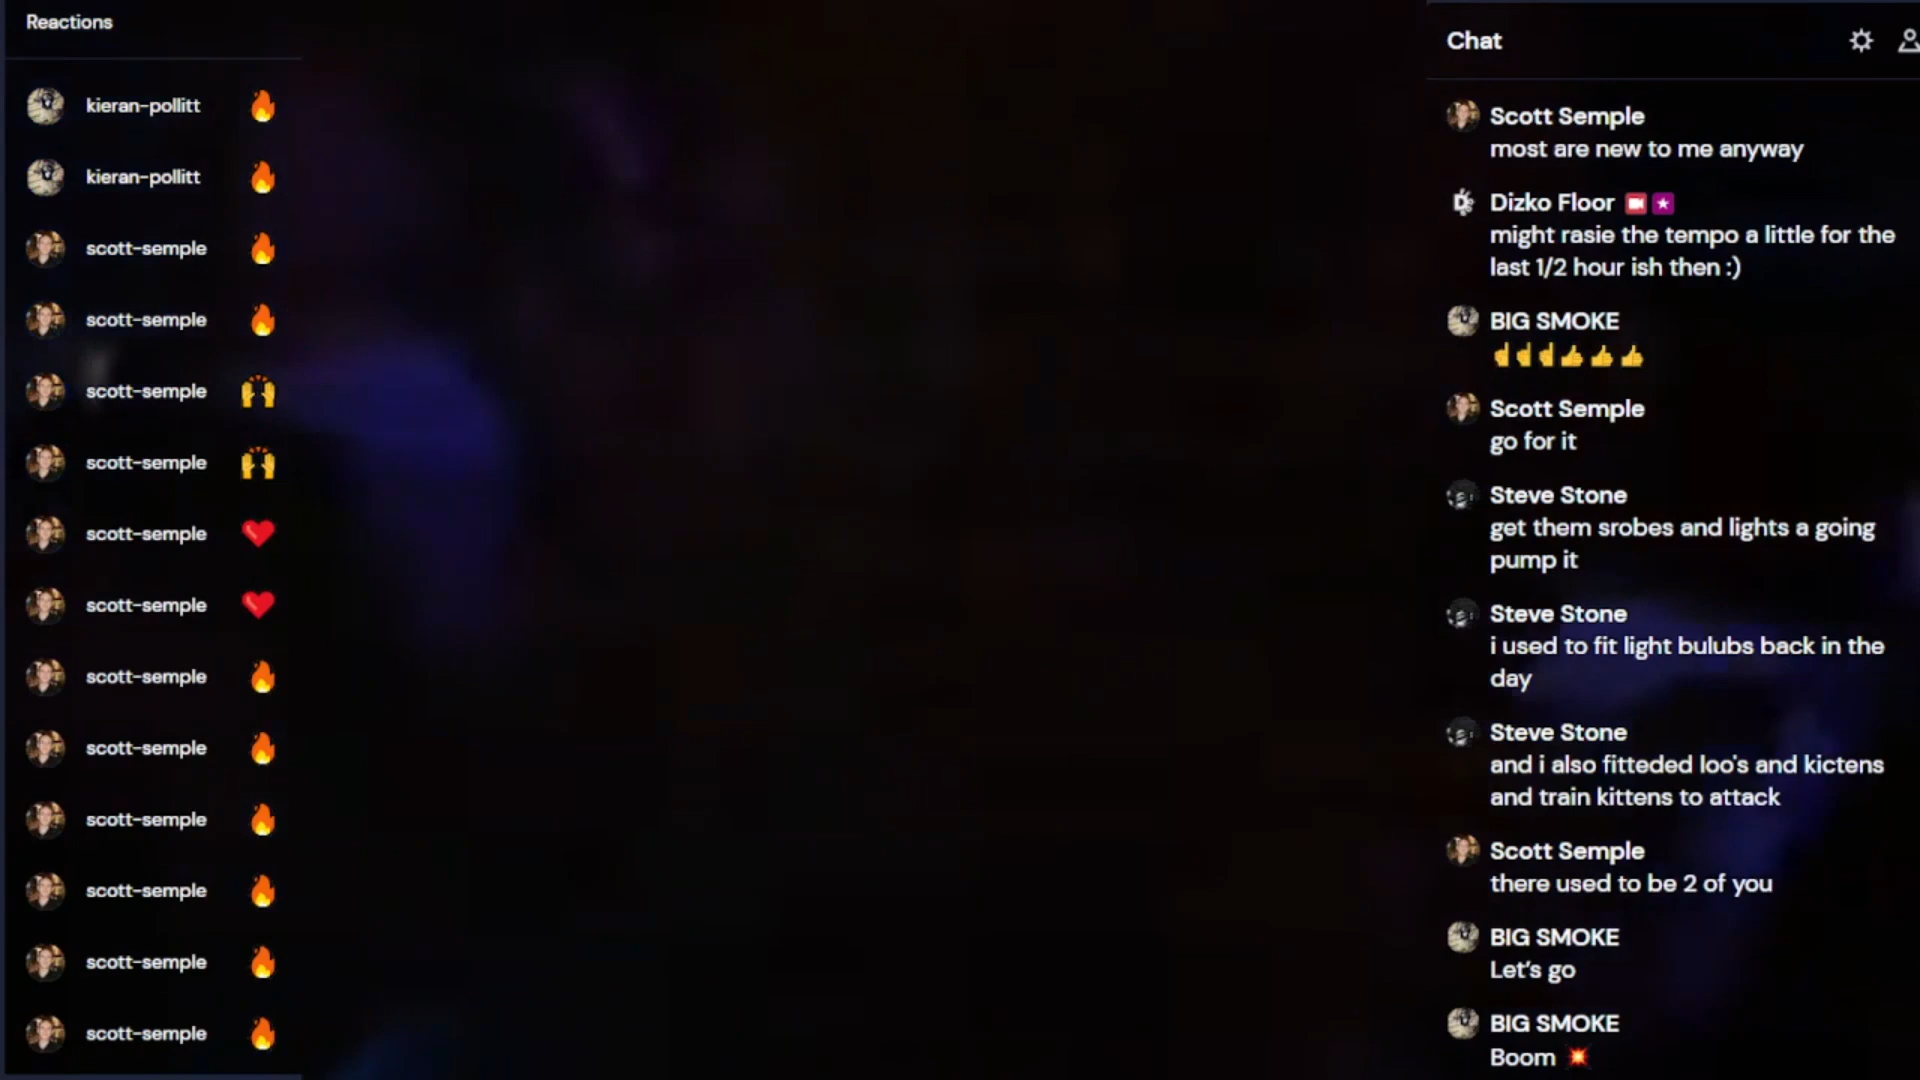 Reactions
kieran-pollitt 🔥
kieran-pollitt 🔥
scott-semple 🔥
scott-semple 🔥
scott-semple 🙌
scott-semple 🙌
scott-semple ❤️
scott-semple ❤️
scott-semple 🔥
scott-semple 🔥
scott-semple 🔥
scott-semple 🔥
scott-semple 🔥
scott-semple 🔥
Chat
Scott Semple
most are new to me anyway
Dizko Floor
might rasie the tempo a little for the
last 1/2 hour ish then :)
BIG SMOKE
☝️☝️☝️👍👍👍
Scott Semple
go for it
Steve Stone
get them srobes and lights a going
pump it
Steve Stone
i used to fit light bulubs back in the
day
Steve Stone
and i also fitteded loo's and kictens
and train kittens to attack
Scott Semple
there used to be 2 of you
BIG SMOKE
Let's go
BIG SMOKE
Boom 💥